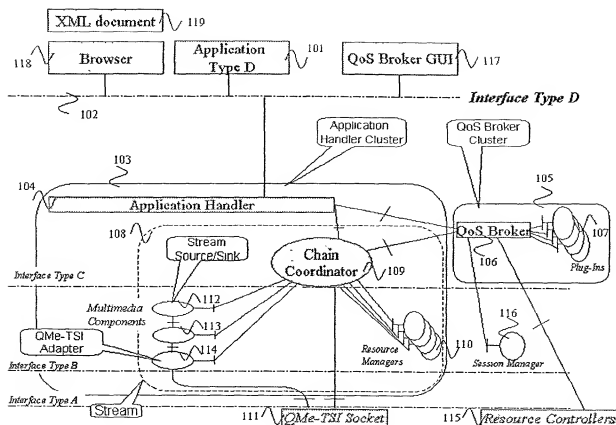 XML document
119
118
Browser
Application
Type D
101
QoS Broker GUI
117
102
Interface Type D
103
Application
Handler Cluster
QoS Broker
Cluster
105
104
Application Handler
QoS Broker
106
107
Plug-Ins
108
Stream
Source/Sink
Chain
Coordinator
109
Interface Type C
Multimedia
Components
112
113
114
QMe-TSI
Adapter
Resource
Managers
110
116
Session Manager
Interface Type B
Interface Type A
Stream
111
QMe-TSI Socket
115
Resource Controllers